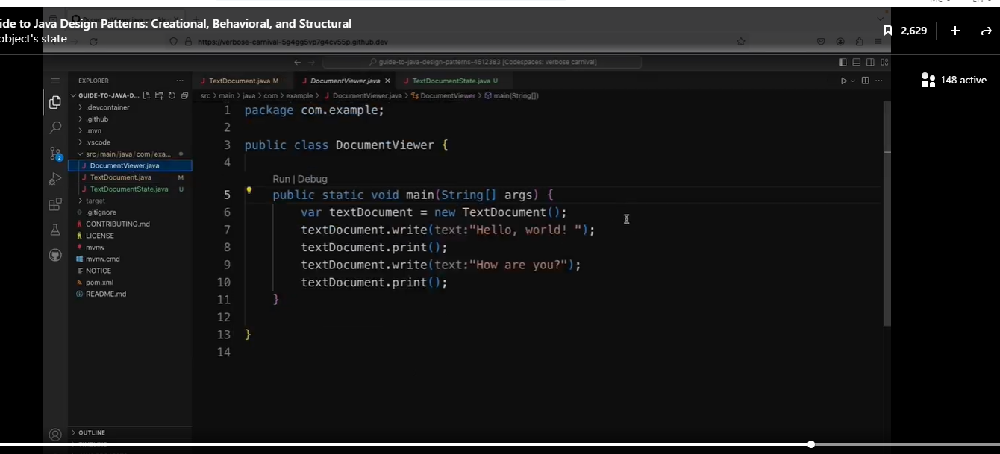 ide to Java Design Patterns: Creational, Behavioral, and Structural
object's state
2,629
148 active
https://verbose-carnival-5g4gg5vp7g4cv55p.github.dev
guide-to-java-design-patterns-4512383 [Codespaces: verbose carnival]
EXPLORER
GUIDE-TO-JAVA-D...
.devcontainer
.github
.mvn
.vscode
src/main/java/com/exa...
DocumentViewer.java
TextDocument.java M
TextDocumentState.java U
target
.gitignore
CONTRIBUTING.md
LICENSE
mvnw
mvnw.cmd
NOTICE
pom.xml
README.md
OUTLINE
TextDocument.java M DocumentViewer.java TextDocumentState.java U
src > main > java > com > example > DocumentViewer.java > DocumentViewer > main(String[])
1 package com.example;
2
3 public class DocumentViewer {
4
Run | Debug
5 public static void main(String[] args) {
6 var textDocument = new TextDocument();
7 textDocument.write(text:"Hello, world! ");
8 textDocument.print();
9 textDocument.write(text:"How are you?");
10 textDocument.print();
11 }
12
13 }
14